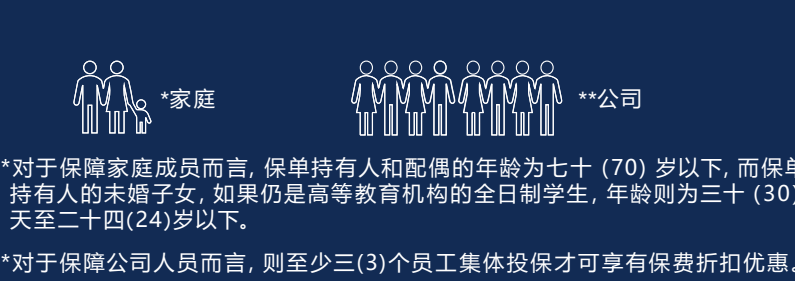 *家庭
**公司
*对于保障家庭成员而言, 保单持有人和配偶的年龄为七十 (70) 岁以下, 而保单
持有人的未婚子女, 如果仍是高等教育机构的全日制学生, 年龄则为三十 (30)
天至二十四(24)岁以下。
*对于保障公司人员而言, 则至少三(3)个员工集体投保才可享有保费折扣优惠。